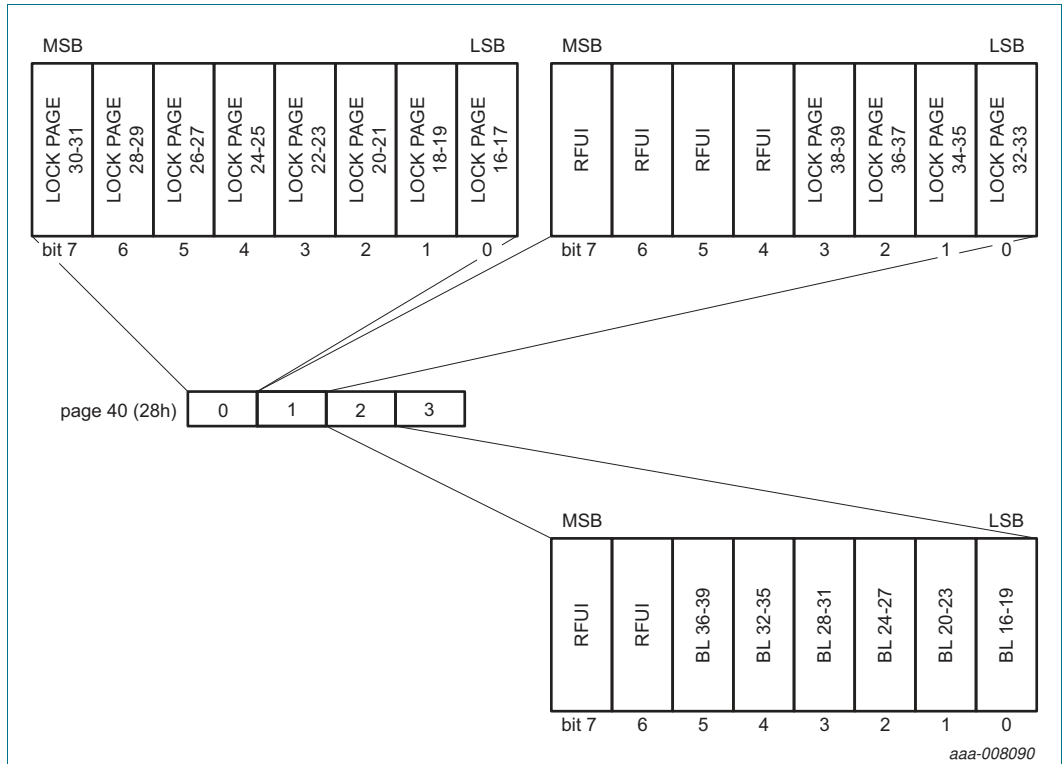 MSB LSB
LOCK PAGE 30-31
LOCK PAGE 28-29
LOCK PAGE 26-27
LOCK PAGE 24-25
LOCK PAGE 22-23
LOCK PAGE 20-21
LOCK PAGE 18-19
LOCK PAGE 16-17
bit 7 6 5 4 3 2 1 0
MSB LSB
RFUI
RFUI
RFUI
RFUI
LOCK PAGE 38-39
LOCK PAGE 36-37
LOCK PAGE 34-35
LOCK PAGE 32-33
bit 7 6 5 4 3 2 1 0
page 40 (28h) 0 1 2 3
MSB LSB
RFUI
RFUI
BL 36-39
BL 32-35
BL 28-31
BL 24-27
BL 20-23
BL 16-19
bit 7 6 5 4 3 2 1 0
aaa-008090